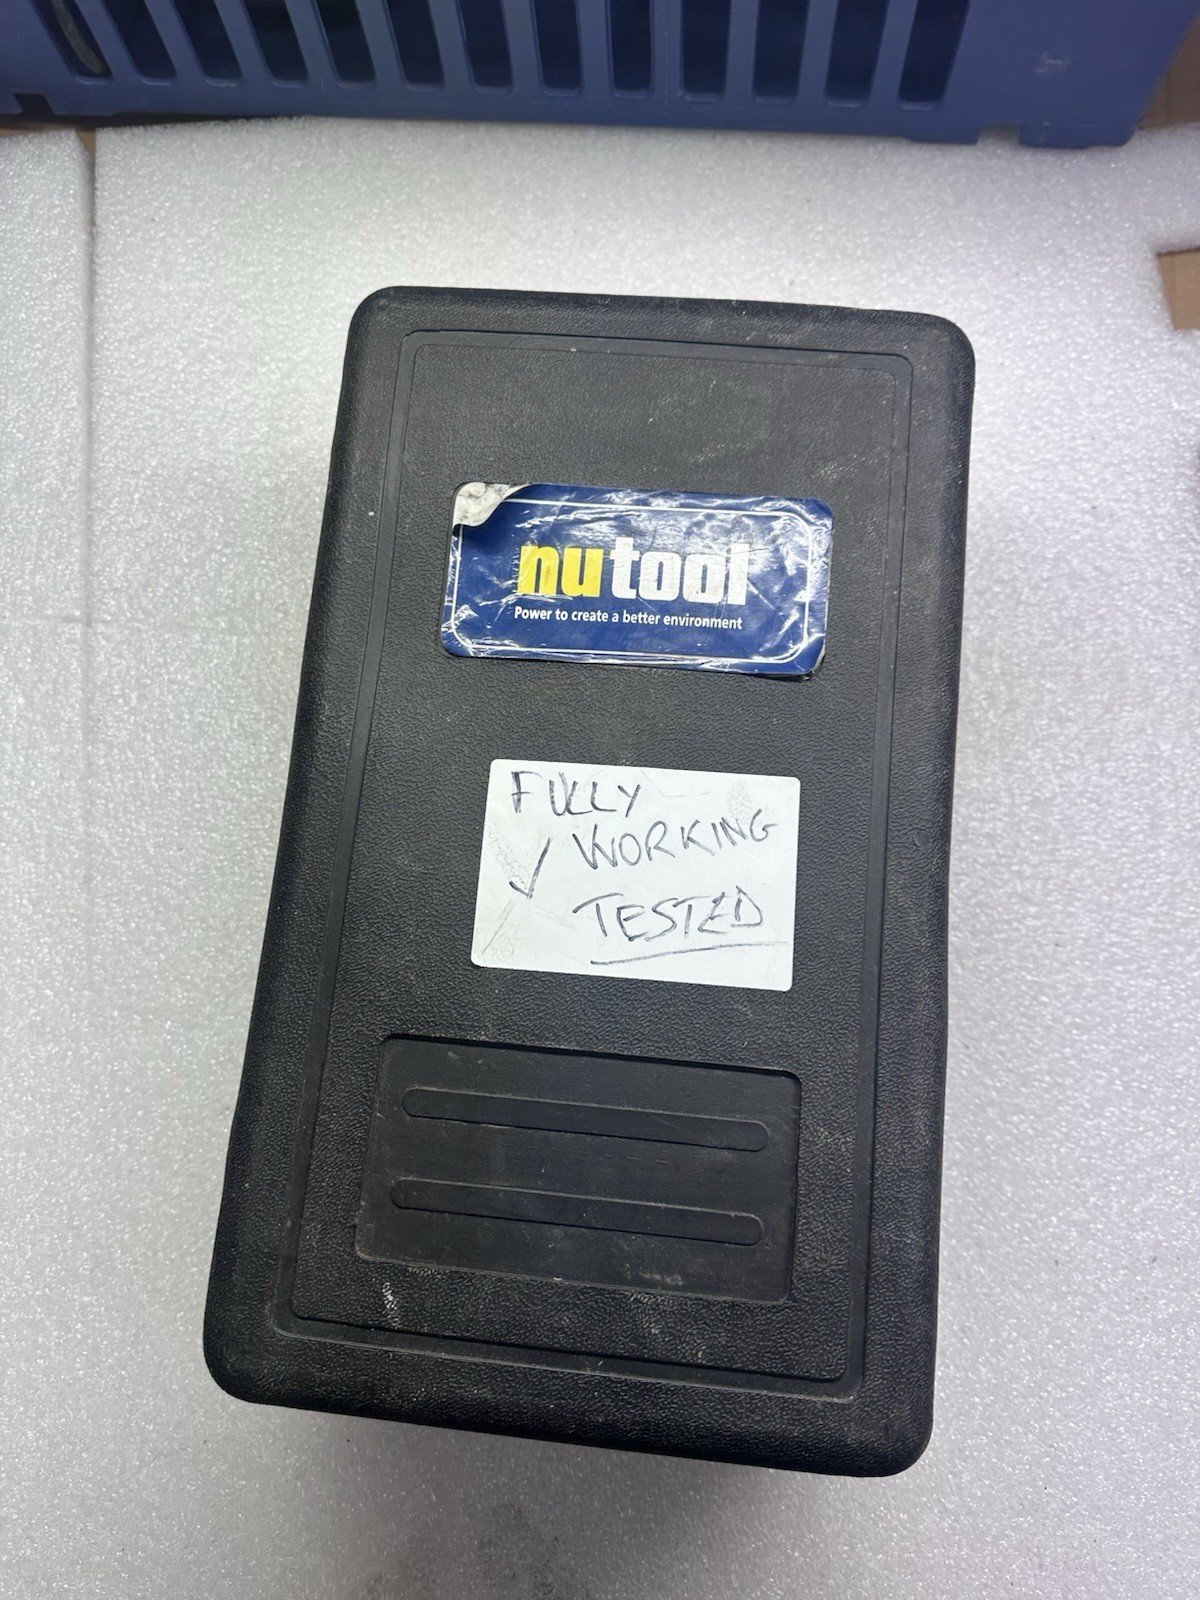 nutool
Power to create a better environment
FULLY
✓ WORKING
TESTED